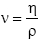 ν = η/ρ